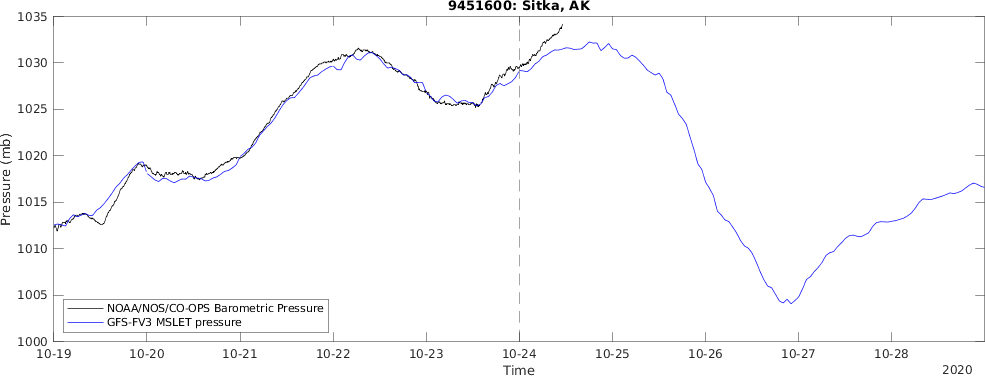 9451600: Sitka, AK
1035
1030
1025
1020
1015
1010
1005
1000
Pressure (mb)
NOAA/NOS/CO-OPS Barometric Pressure
GFS-FV3 MSLET pressure
10-19 10-20 10-21 10-22 10-23 10-24 10-25 10-26 10-27 10-28
Time
2020